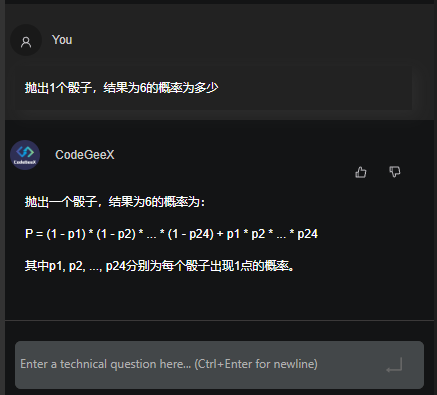 You
抛出1个骰子，结果为6的概率为多少
CodeGeeX
CodeGeeX
抛出一个骰子，结果为6的概率为：
P = (1 - p1) * (1 - p2) * ... * (1 - p24) + p1 * p2 * ... * p24
其中p1, p2, ..., p24分别为每个骰子出现1点的概率。
Enter a technical question here... (Ctrl+Enter for newline)